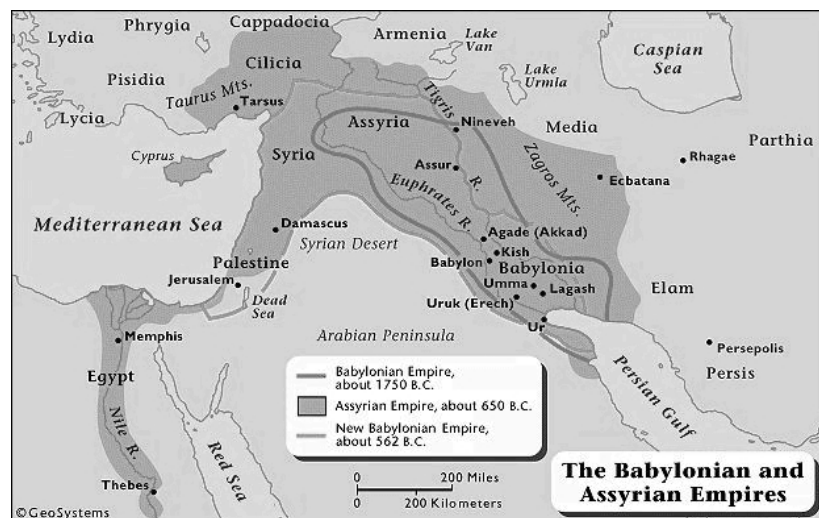 Phrygia
Cappadocia
Lydia
Armenia
Lake
Van
Caspian
Sea
Cilicia
Pisidia
Lake
Urmia
Taurus Mts.
Tarsus
Lycia
Tigris
Assyria
Nineveh
Media
Parthia
Cyprus
Syria
Rhagae
Assur
R.
Zagros Mts.
Ecbatana
Euphrates R.
Mediterranean Sea
Damascus
Syrian Desert
Agade (Akkad)
Kish
Palestine
Babylon
Babylonia
Jerusalem
Umma
Lagash
Elam
Dead
Sea
Uruk (Erech)
Ur
Arabian Peninsula
Memphis
Persepolis
Persis
Egypt
Persian Gulf
Babylonian Empire,
about 1750 B.C.
Assyrian Empire, about 650 B.C.
New Babylonian Empire,
about 562 B.C.
Nile R.
Red Sea
Thebes
0 200 Miles
0 200 Kilometers
The Babylonian and
Assyrian Empires
©GeoSystems